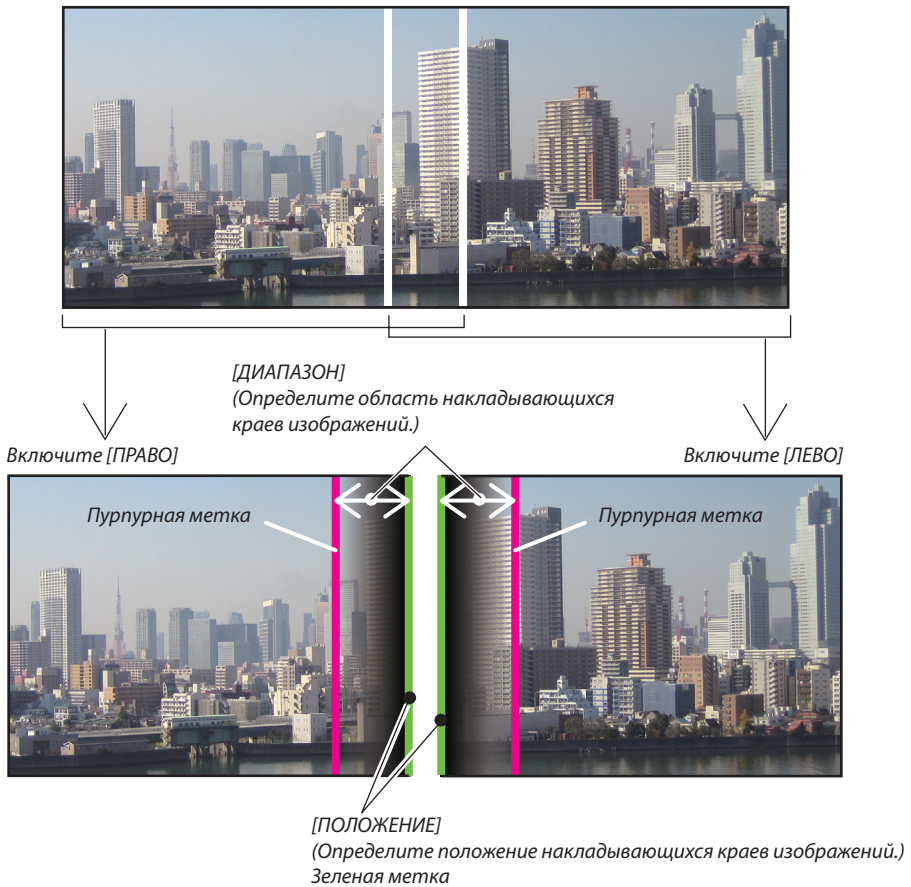 [ДИАПАЗОН]
(Определите область накладывающихся
краев изображений.)
Включите [ПРАВО]
Включите [ЛЕВО]
Пурпурная метка
Пурпурная метка
[ПОЛОЖЕНИЕ]
(Определите положение накладывающихся краев изображений.)
Зеленая метка